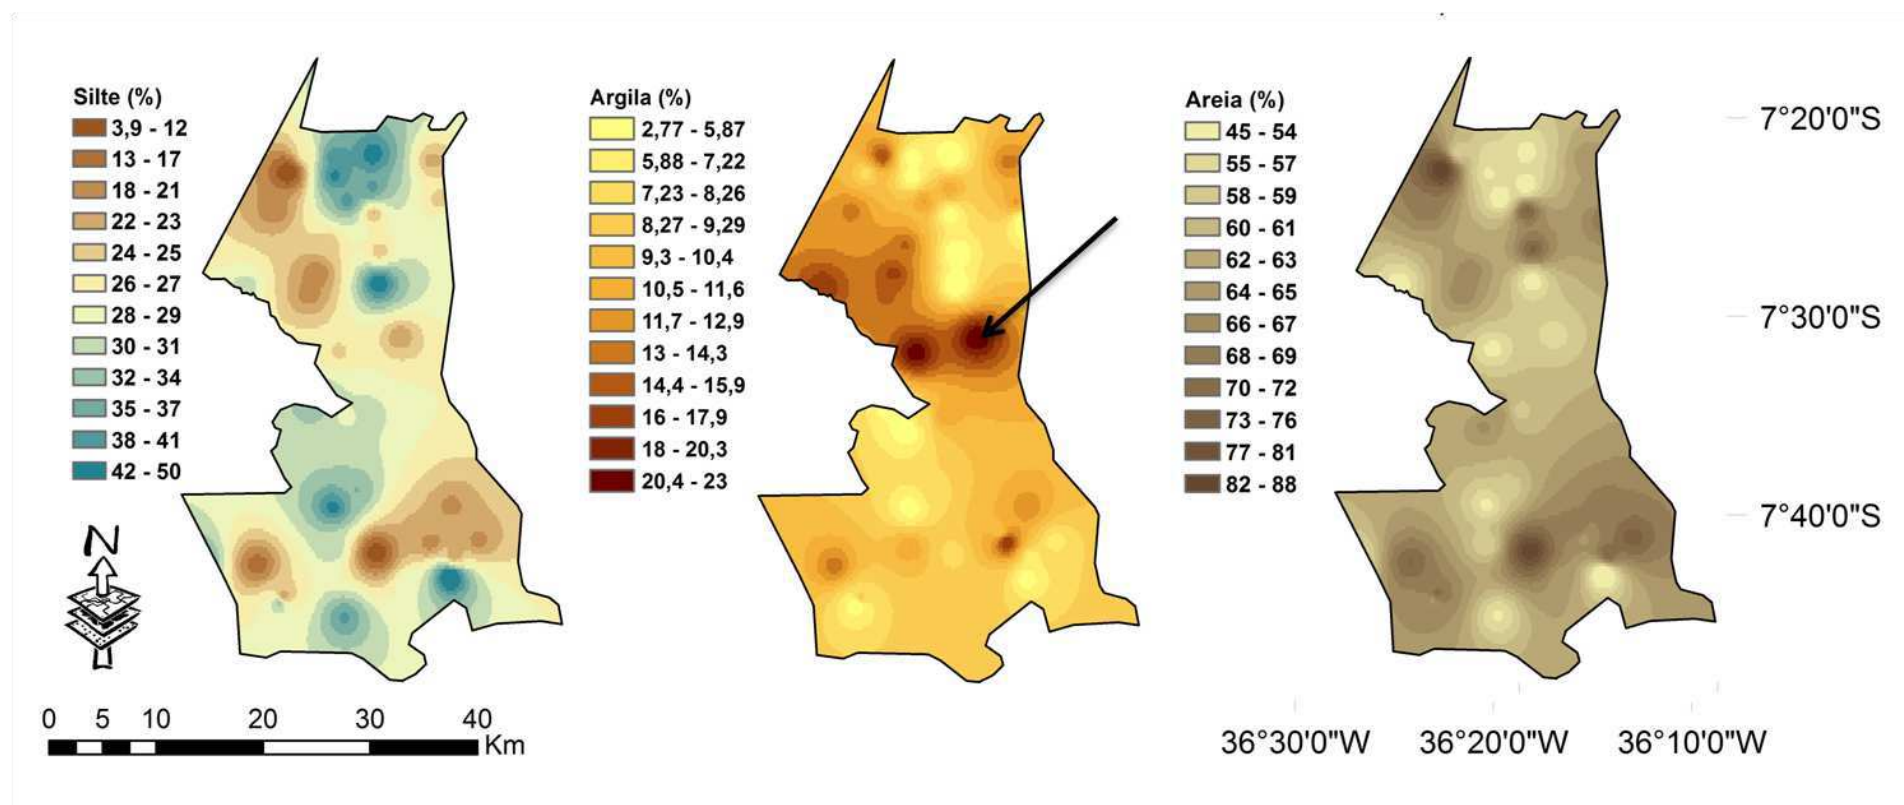 Silte (%)
3,9 - 12
13 - 17
18 - 21
22 - 23
24 - 25
26 - 27
28 - 29
30 - 31
32 - 34
35 - 37
38 - 41
42 - 50
N
0 5 10 20 30 40
Km
Argila (%)
2,77 - 5,87
5,88 - 7,22
7,23 - 8,26
8,27 - 9,29
9,3 - 10,4
10,5 - 11,6
11,7 - 12,9
13 - 14,3
14,4 - 15,9
16 - 17,9
18 - 20,3
20,4 - 23
Areia (%)
45 - 54
55 - 57
58 - 59
60 - 61
62 - 63
64 - 65
66 - 67
68 - 69
70 - 72
73 - 76
77 - 81
82 - 88
7°20'0"S
7°30'0"S
7°40'0"S
36°30'0"W 36°20'0"W 36°10'0"W